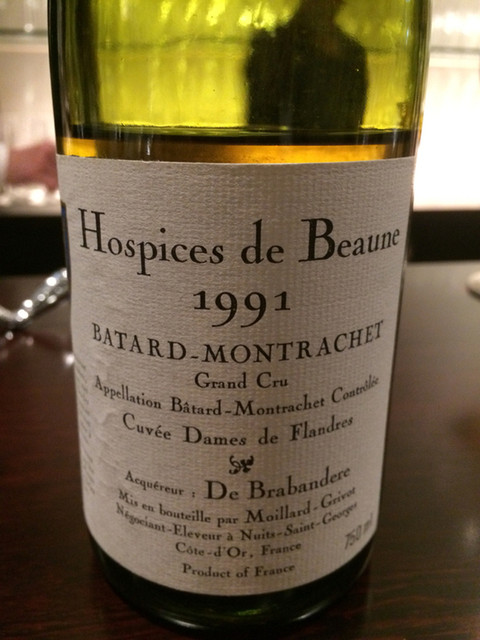 Hospices de Beaune
1991
BATARD-MONTRACHET
Grand Cru
Appellation Bâtard-Montrachet Contrôlée
Cuvée Dames de Flandres
Acquéreur : De Brabandere
Mis en bouteille par Moillard-Grivot
Négociant-Eleveur à Nuits-Saint-Georges
Côte-d'Or, France
750 ml
Product of France